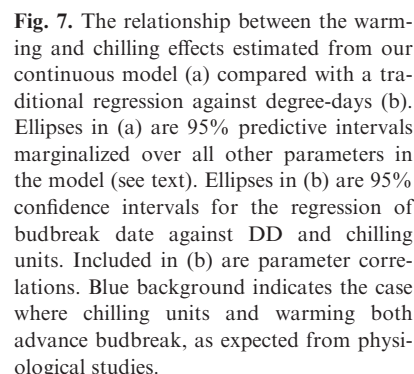 Fig. 7. The relationship between the warm-
ing and chilling effects estimated from our
continuous model (a) compared with a tra-
ditional regression against degree-days (b).
Ellipses in (a) are 95% predictive intervals
marginalized over all other parameters in
the model (see text). Ellipses in (b) are 95%
confidence intervals for the regression of
budbreak date against DD and chilling
units. Included in (b) are parameter corre-
lations. Blue background indicates the case
where chilling units and warming both
advance budbreak, as expected from physi-
ological studies.